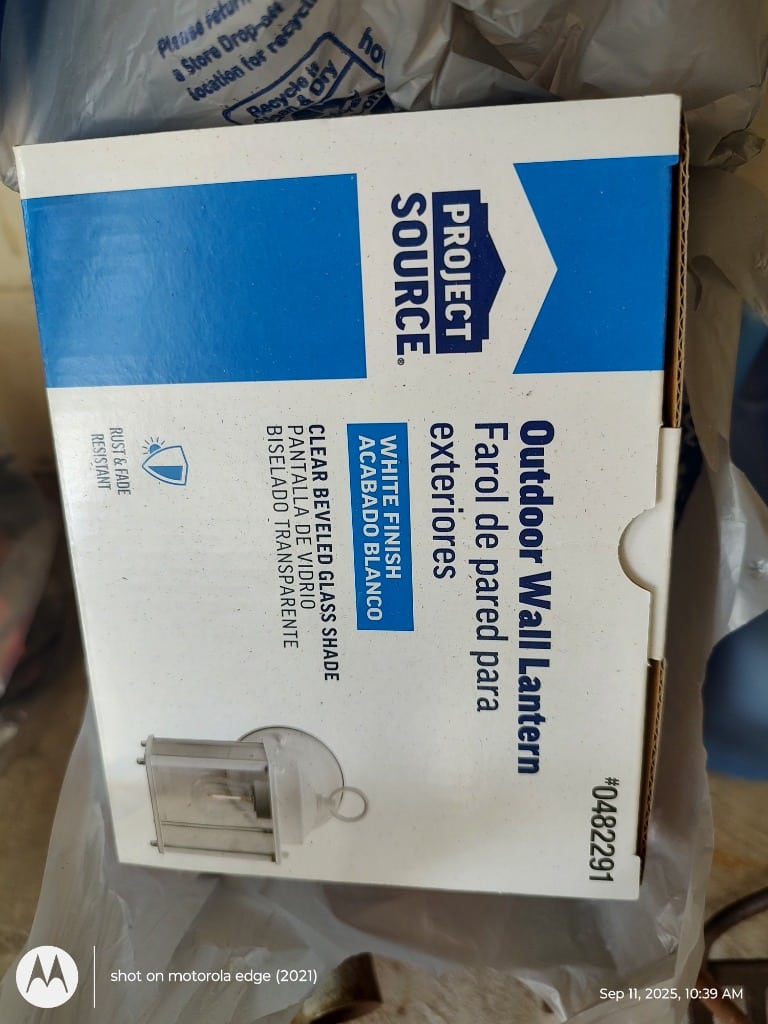 Please return
a Store Drop-off
location for recycli
Recycle if
& Dry
PROJECT
SOURCE®
Outdoor Wall Lantern
Farol de pared para
exteriores
WHITE FINISH
ACABADO BLANCO
CLEAR BEVELED GLASS SHADE
PANTALLA DE VIDRIO
BISELADO TRANSPARENTE
RUST & FADE
RESISTANT
#0482291
shot on motorola edge (2021)
Sep 11, 2025, 10:39 AM